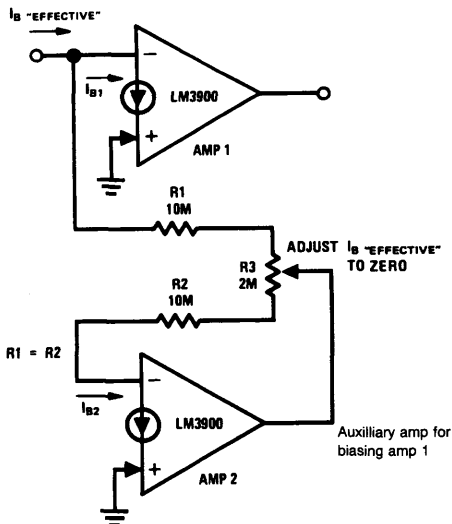 IB "EFFECTIVE"
−
IB1
LM3900
+
AMP 1
R1
10M
ADJUST IB "EFFECTIVE"
TO ZERO
R3
2M
R2
10M
R1 = R2
−
IB2
LM3900
+
AMP 2
Auxilliary amp for
biasing amp 1